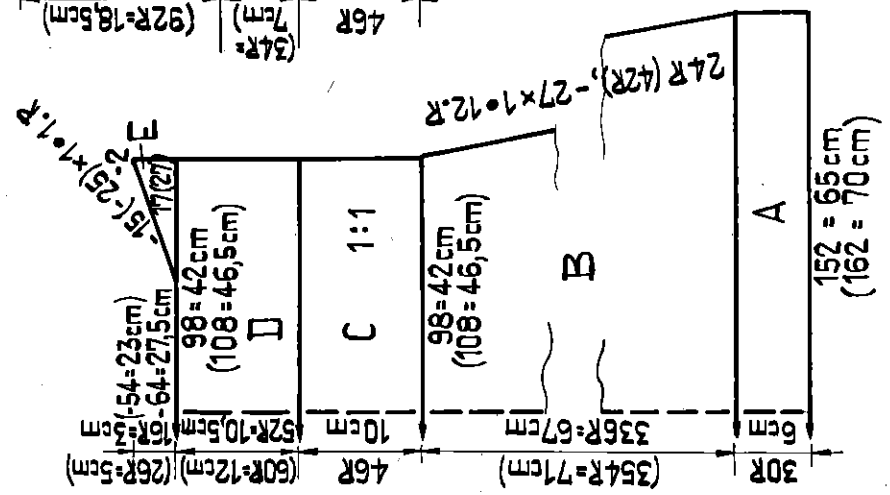 (92R=18,5cm)
(34R=
7cm)
46R
-15(-25)×1•1.R
-2
E
17(27)
(-54=23cm)
-64=27,5cm
98=42cm
(108=46,5cm)
D
C
1:1
98=42cm
(108=46,5cm)
24R (42R), -27×1•12.R
B
A
152=65cm
(162=70cm)
16R=3cm
52R=10,5cm
10cm
336R=67cm
6cm
(26R=5cm)
(60R=12cm)
46R
(354R=71cm)
30R